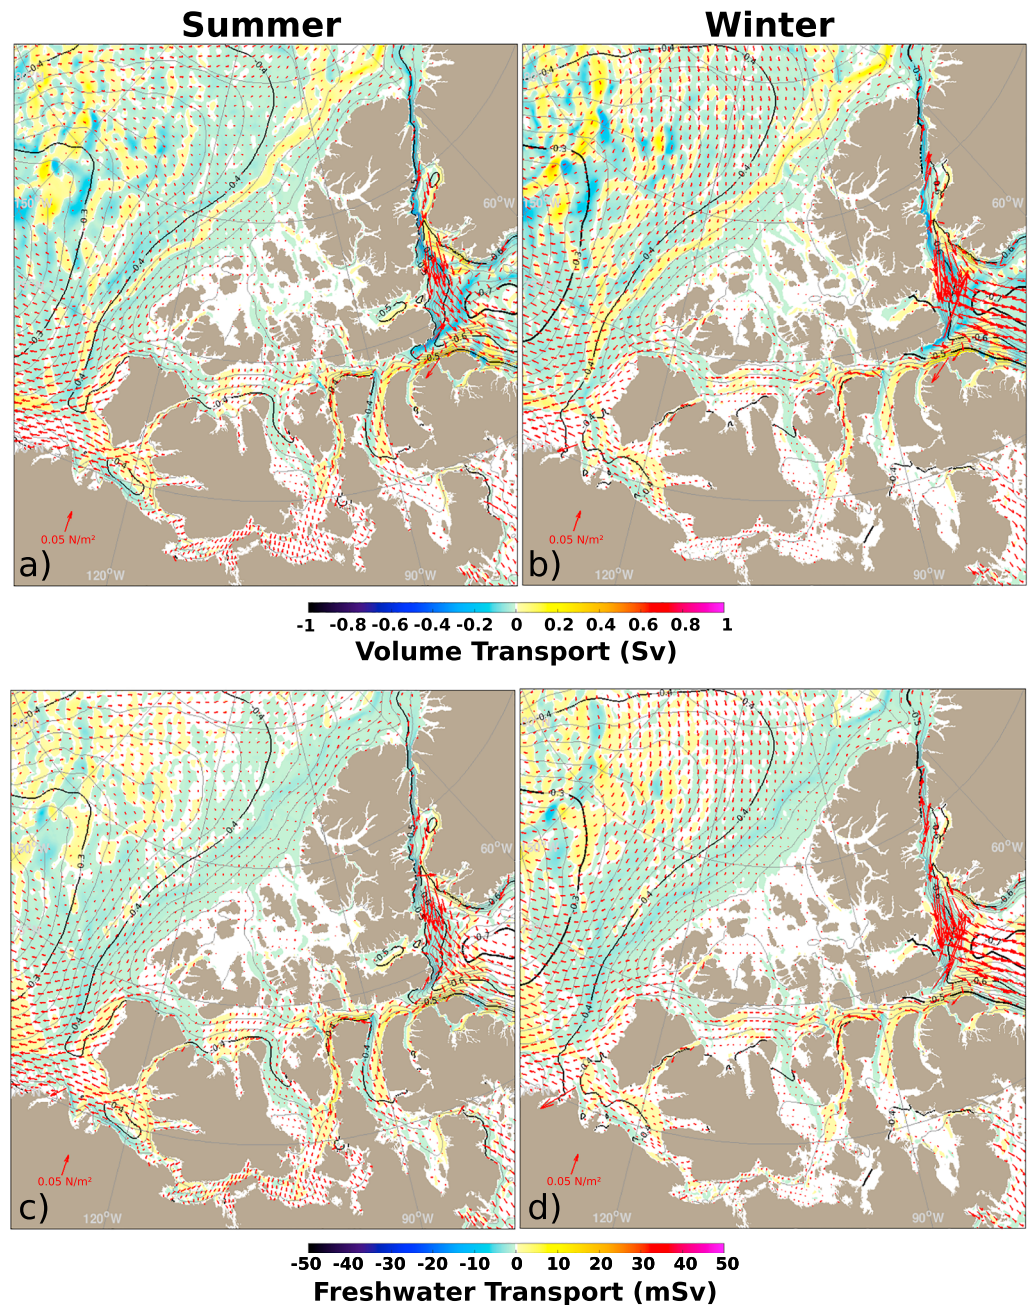 Summer
Winter
60°W
60°W
0.05 N/m²
0.05 N/m²
a)
b)
120°W
90°W
120°W
90°W
-1 -0.8 -0.6 -0.4 -0.2 0 0.2 0.4 0.6 0.8 1
Volume Transport (Sv)
60°W
60°W
0.05 N/m²
0.05 N/m²
c)
d)
120°W
90°W
120°W
90°W
-50 -40 -30 -20 -10 0 10 20 30 40 50
Freshwater Transport (mSv)